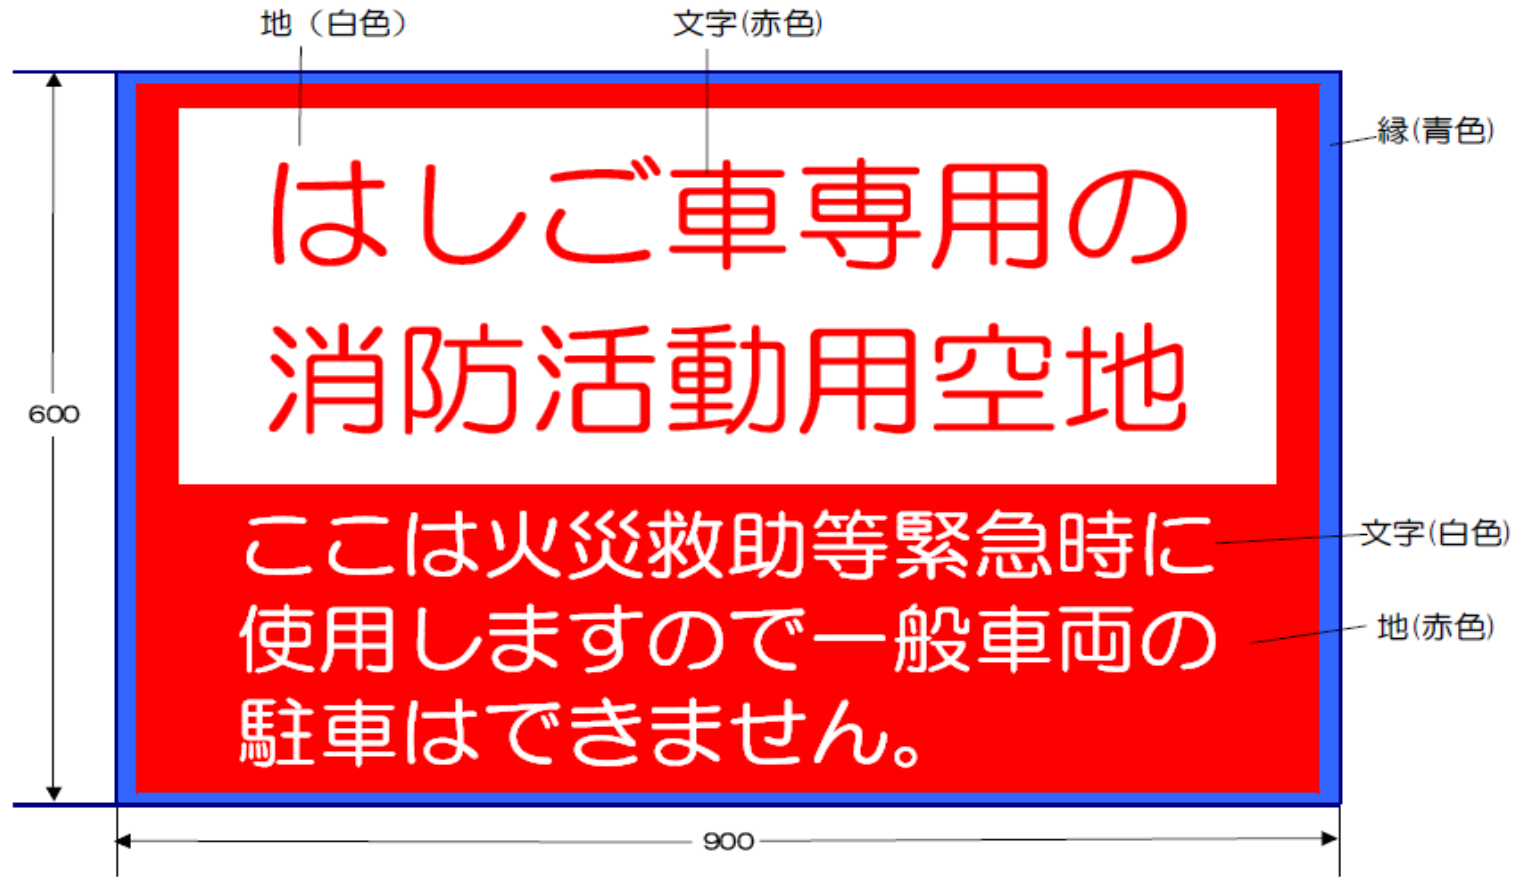 地（白色）
文字(赤色)
縁(青色)
はしご車専用の
消防活動用空地
600
ここは火災救助等緊急時に
文字(白色)
使用しますので一般車両の
地(赤色)
駐車はできません。
900